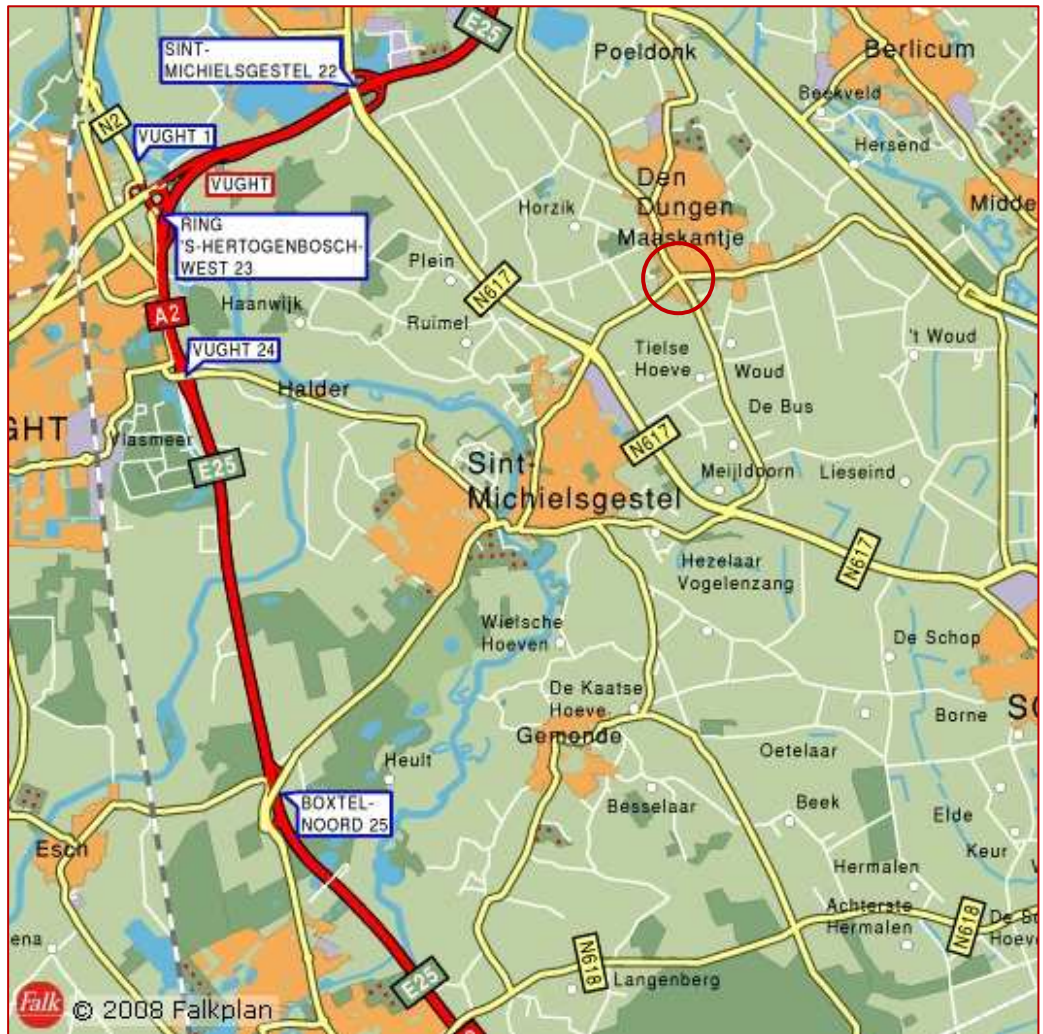 E25
SINT-
MICHIELSGESTEL 22
Poeldonk
Berlicum
Beekveld
N2
VUGHT 1
Hersend
VUGHT
Den
Dungen
Maaskantje
Horzik
Midde
RING
'S-HERTOGENBOSCH-
WEST 23
Plein
N617
Haanwijk
A2
Ruimel
't Woud
VUGHT 24
Tielse
Hoeve
Woud
Halder
De Bus
GHT
Vlasmeer
N617
E25
Sint-
Michielsgestel
Meijldoorn
Lieseind
Hezelaar
Vogelenzang
N617
Wielsche
Hoeven
De Schop
De Kaatse
Hoeve
Gemonde
Borne
Heult
Oetelaar
Besselaar
Beek
BOXTEL-
NOORD 25
Elde
Esch
Keur
Hermalen
Achterste
Hermalen
N618
Hoeve
ena
E25
N618
Langenberg
Falk © 2008 Falkplan